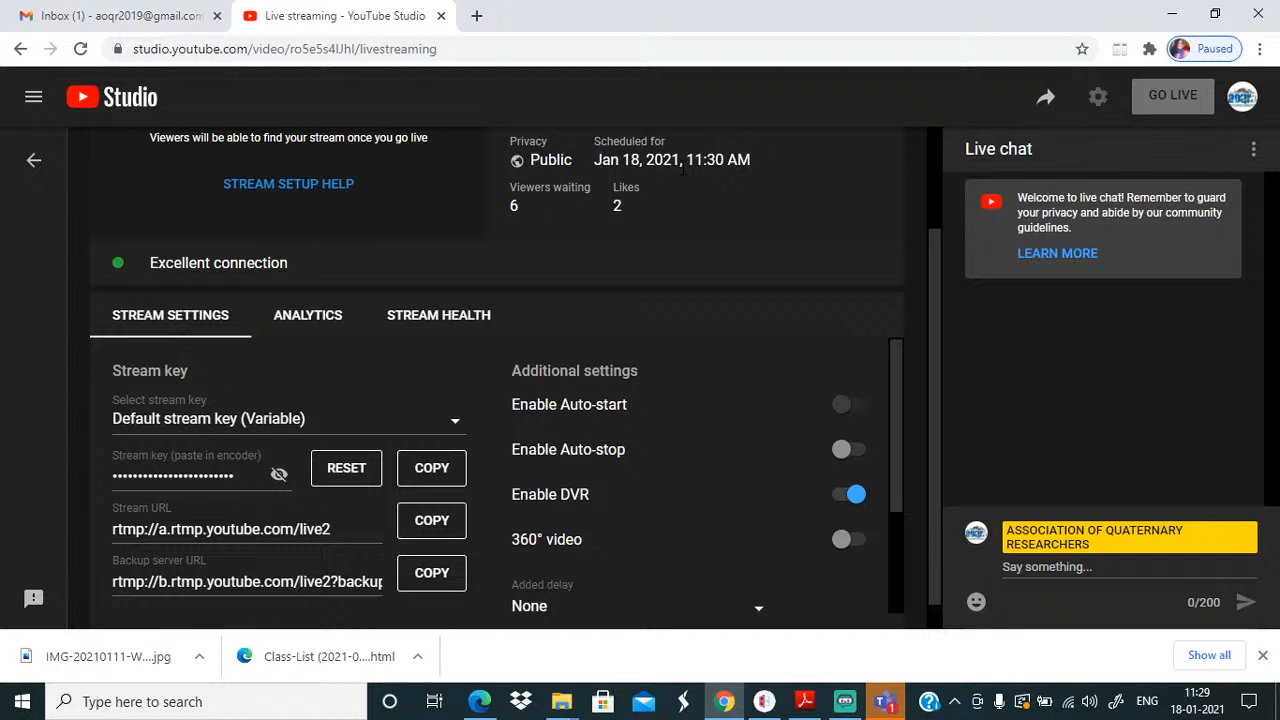 Inbox (1) - aoqr2019@gmail.com
Live streaming - YouTube Studio
studio.youtube.com/video/ro5e5s4IJhI/livestreaming
Paused
Studio
GO LIVE
Viewers will be able to find your stream once you go live
STREAM SETUP HELP
Privacy
Scheduled for
Public
Jan 18, 2021, 11:30 AM
Viewers waiting
Likes
6
2
Excellent connection
STREAM SETTINGS
ANALYTICS
STREAM HEALTH
Stream key
Select stream key
Default stream key (Variable)
Stream key (paste in encoder)
••••••••••••••••••••••••
RESET
COPY
Stream URL
rtmp://a.rtmp.youtube.com/live2
COPY
Backup server URL
rtmp://b.rtmp.youtube.com/live2?backup
COPY
Additional settings
Enable Auto-start
Enable Auto-stop
Enable DVR
360° video
Added delay
None
Live chat
Welcome to live chat! Remember to guard
your privacy and abide by our community
guidelines.
LEARN MORE
ASSOCIATION OF QUATERNARY
RESEARCHERS
Say something...
0/200
IMG-20210111-W....jpg
Class-List (2021-0....html
Show all
Type here to search
1
ENG
11:29
18-01-2021